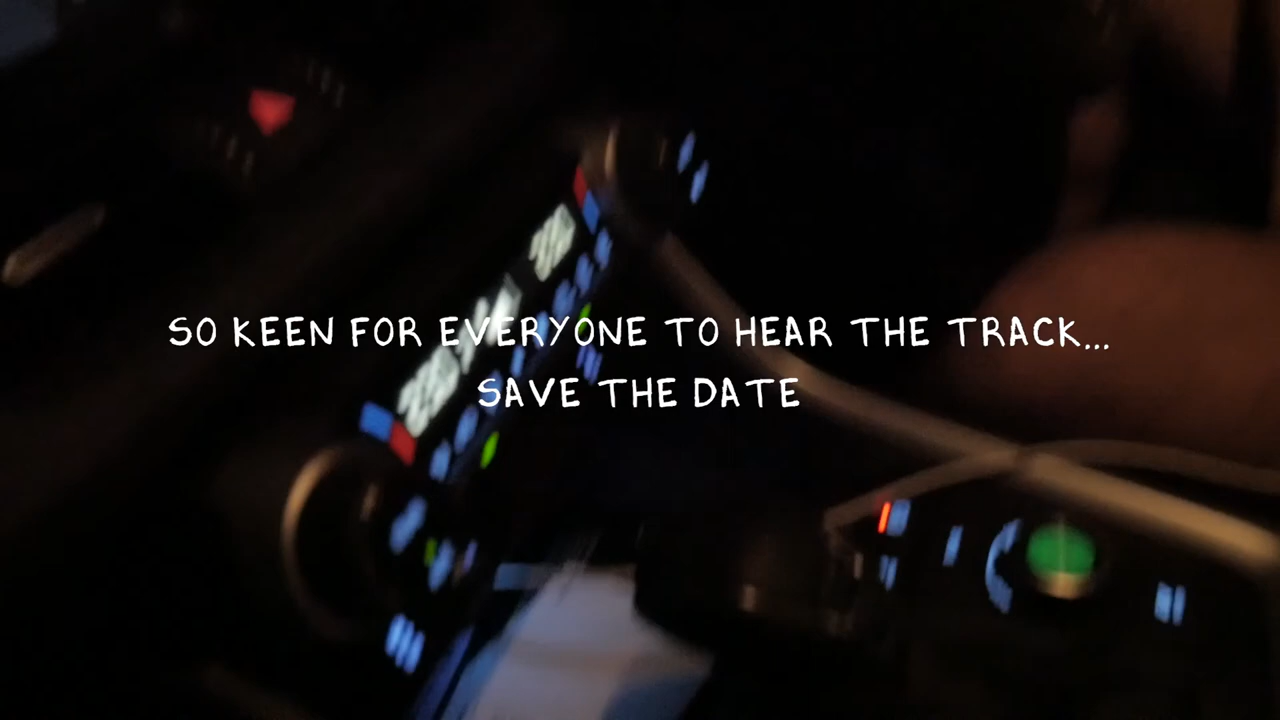 SO KEEN FOR EVERYONE TO HEAR THE TRACK...
SAVE THE DATE